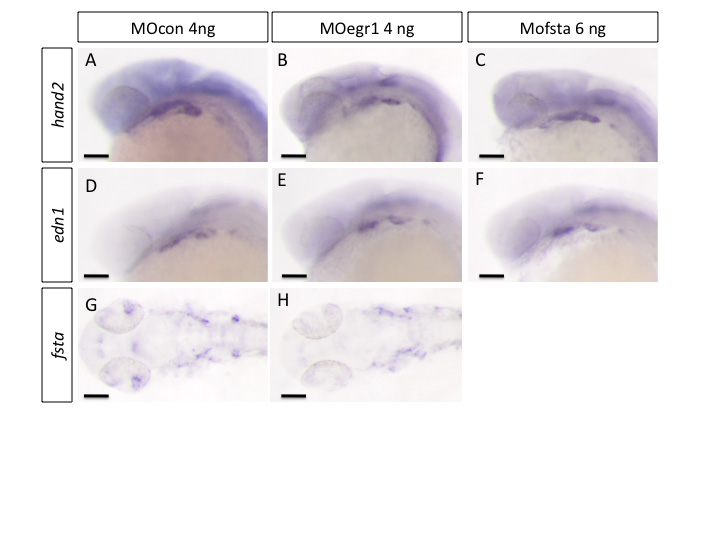 MOcon 4ng
MOegr1 4 ng
Mofsta 6 ng
hand2
A
B
C
edn1
D
E
F
fsta
G
H